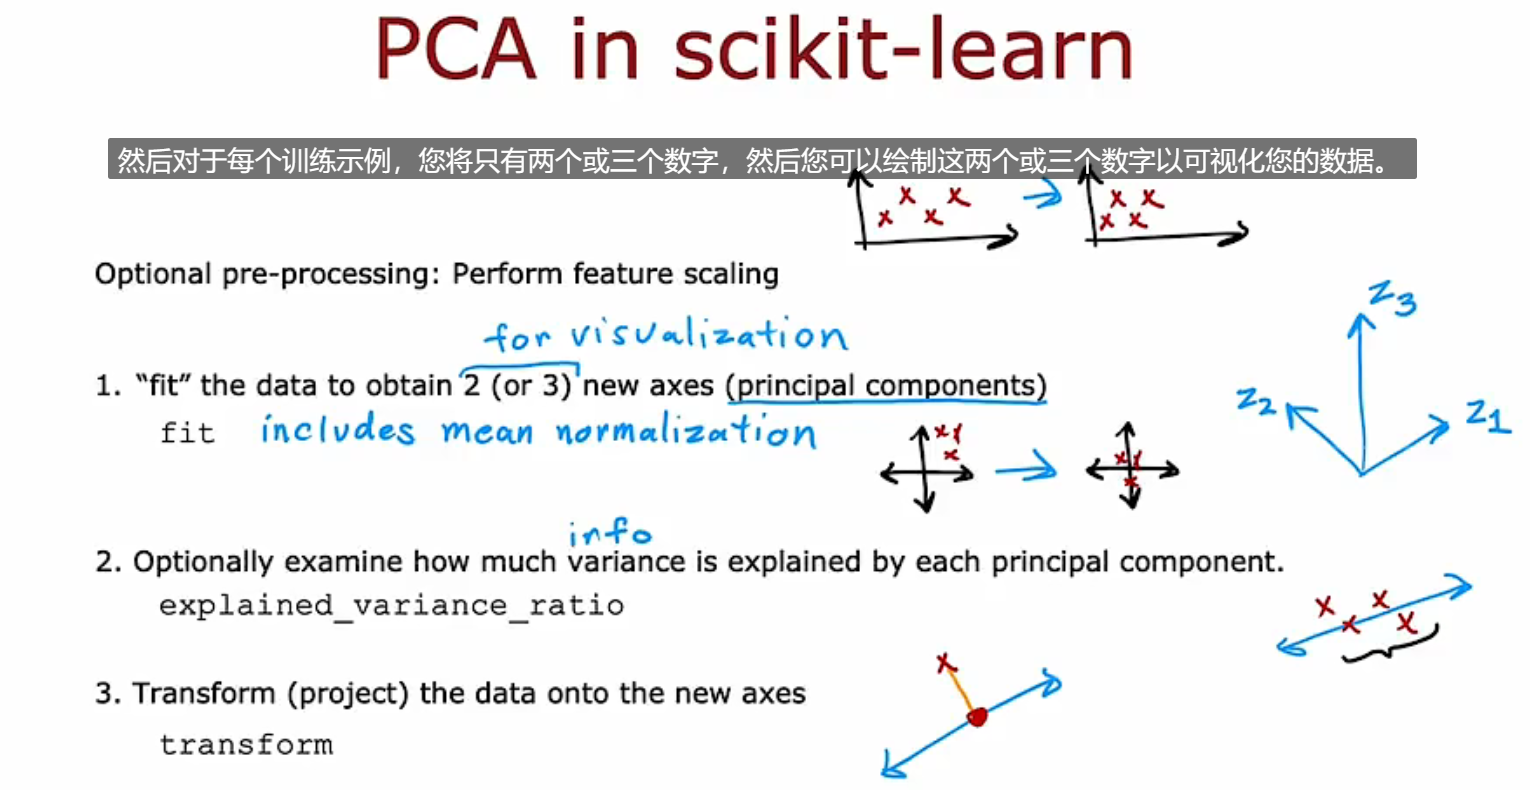 PCA in scikit-learn
然后对于每个训练示例，您将只有两个或三个数字，然后您可以绘制这两个或三个数字以可视化您的数据。
Optional pre-processing: Perform feature scaling
for visualization
1. “fit” the data to obtain 2 (or 3) new axes (principal components)
fit includes mean normalization
z3
z2
z1
info
2. Optionally examine how much variance is explained by each principal component.
explained_variance_ratio
3. Transform (project) the data onto the new axes
transform